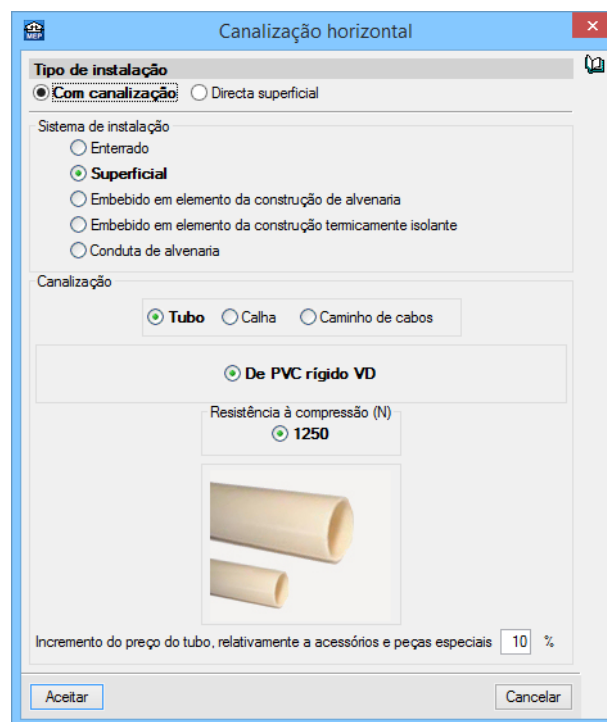 MEP
Canalização horizontal
Tipo de instalação
Com canalização Directa superficial
Sistema de instalação
Enterrado
Superficial
Embebido em elemento da construção de alvenaria
Embebido em elemento da construção termicamente isolante
Conduta de alvenaria
Canalização
Tubo Calha Caminho de cabos
De PVC rígido VD
Resistência à compressão (N)
1250
Incremento do preço do tubo, relativamente a acessórios e peças especiais 10 %
Aceitar Cancelar